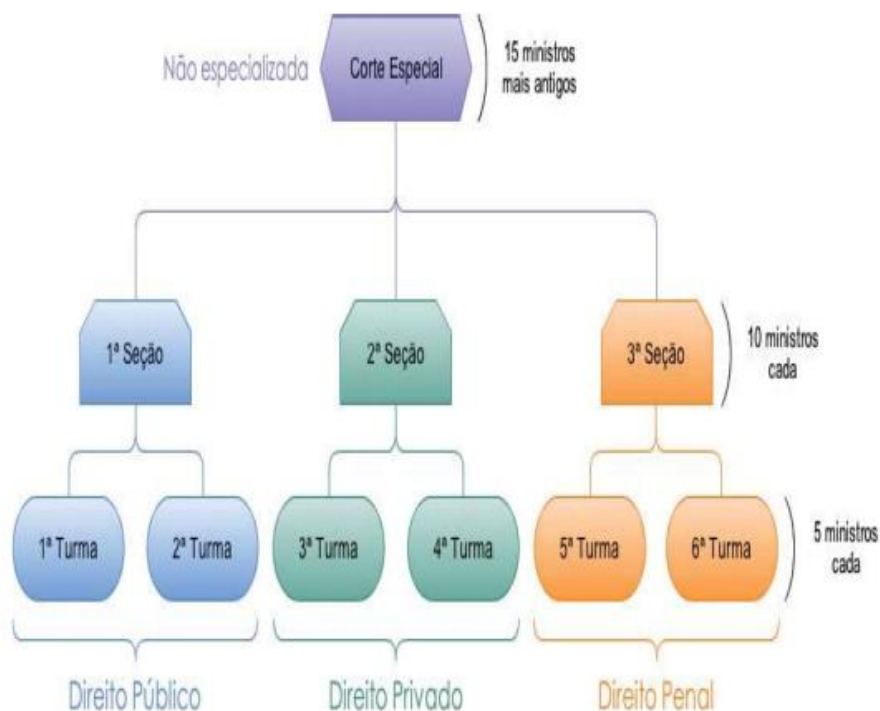 Não especializada
Corte Especial
15 ministros
mais antigos
1ª Seção
2ª Seção
3ª Seção
10 ministros
cada
1ª Turma
2ª Turma
3ª Turma
4ª Turma
5ª Turma
6ª Turma
5 ministros
cada
Direito Público
Direito Privado
Direito Penal